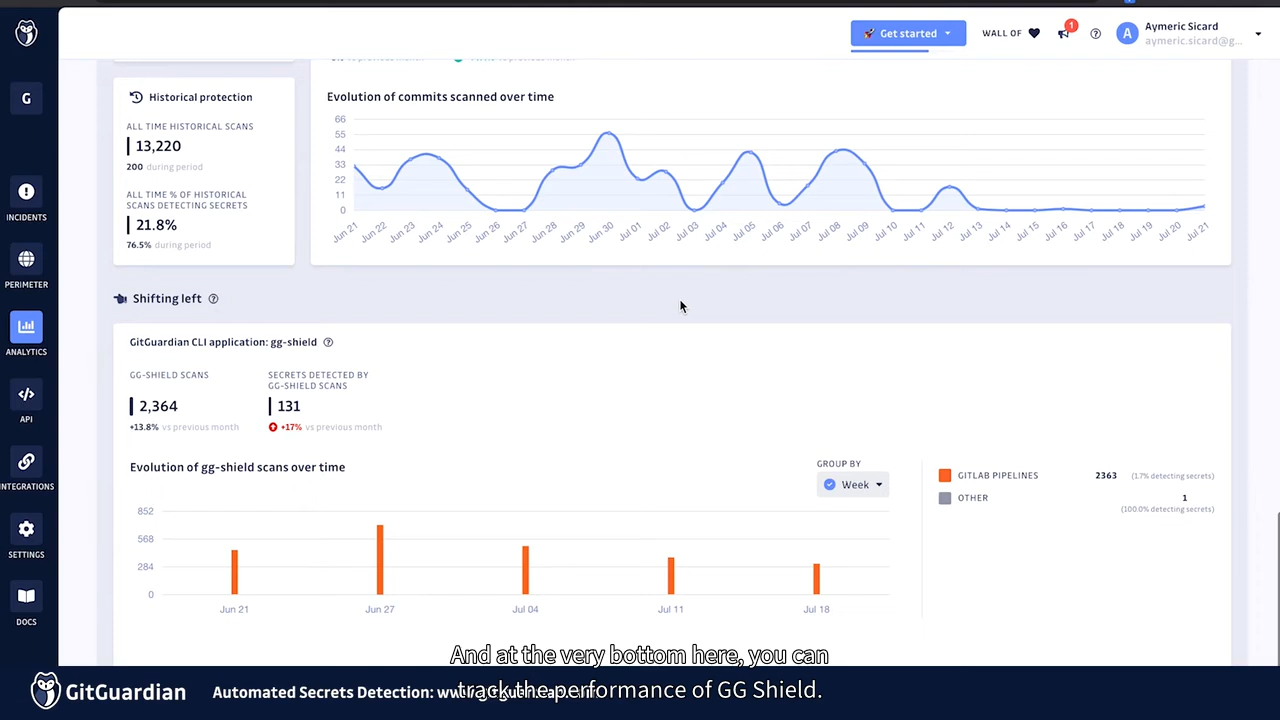 Get started
WALL OF
1
A
Aymeric Sicard
aymeric.sicard@g...
G
INCIDENTS
PERIMETER
ANALYTICS
API
INTEGRATIONS
SETTINGS
DOCS
vs previous month
vs previous month
Historical protection
ALL TIME HISTORICAL SCANS
13,220
200 during period
ALL TIME % OF HISTORICAL
SCANS DETECTING SECRETS
21.8%
76.5% during period
Evolution of commits scanned over time
66
55
44
33
22
11
0
Jun 21 Jun 22 Jun 23 Jun 24 Jun 25 Jun 26 Jun 27 Jun 28 Jun 29 Jun 30 Jul 01 Jul 02 Jul 03 Jul 04 Jul 05 Jul 06 Jul 07 Jul 08 Jul 09 Jul 10 Jul 11 Jul 12 Jul 13 Jul 14 Jul 15 Jul 16 Jul 17 Jul 18 Jul 19 Jul 20 Jul 21
Shifting left
GitGuardian CLI application: gg-shield
GG-SHIELD SCANS
2,364
+13.8% vs previous month
SECRETS DETECTED BY
GG-SHIELD SCANS
131
+17% vs previous month
Evolution of gg-shield scans over time
GROUP BY
Week
852
568
284
0
Jun 21 Jun 27 Jul 04 Jul 11 Jul 18
GITLAB PIPELINES 2363 (1.7% detecting secrets)
OTHER 1
(100.0% detecting secrets)
And at the very bottom here, you can
track the performance of GG Shield.
GitGuardian
Automated Secrets Detection: